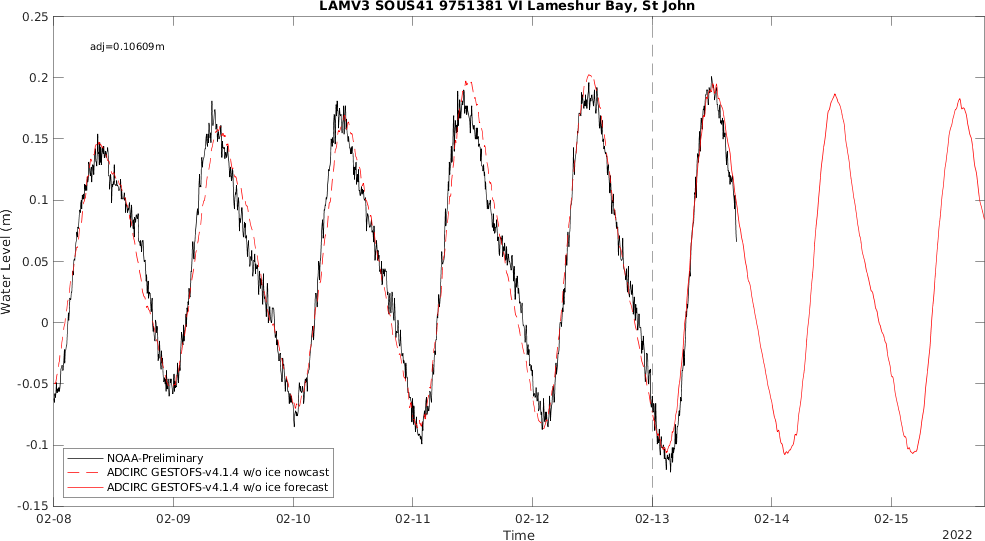 LAMV3 SOUS41 9751381 VI Lameshur Bay, St John
0.25
adj=0.10609m
0.2
0.15
0.1
0.05
0
-0.05
-0.1
-0.15
Water Level (m)
NOAA-Preliminary
ADCIRC GESTOFS-v4.1.4 w/o ice nowcast
ADCIRC GESTOFS-v4.1.4 w/o ice forecast
02-08 02-09 02-10 02-11 02-12 02-13 02-14 02-15
Time
2022